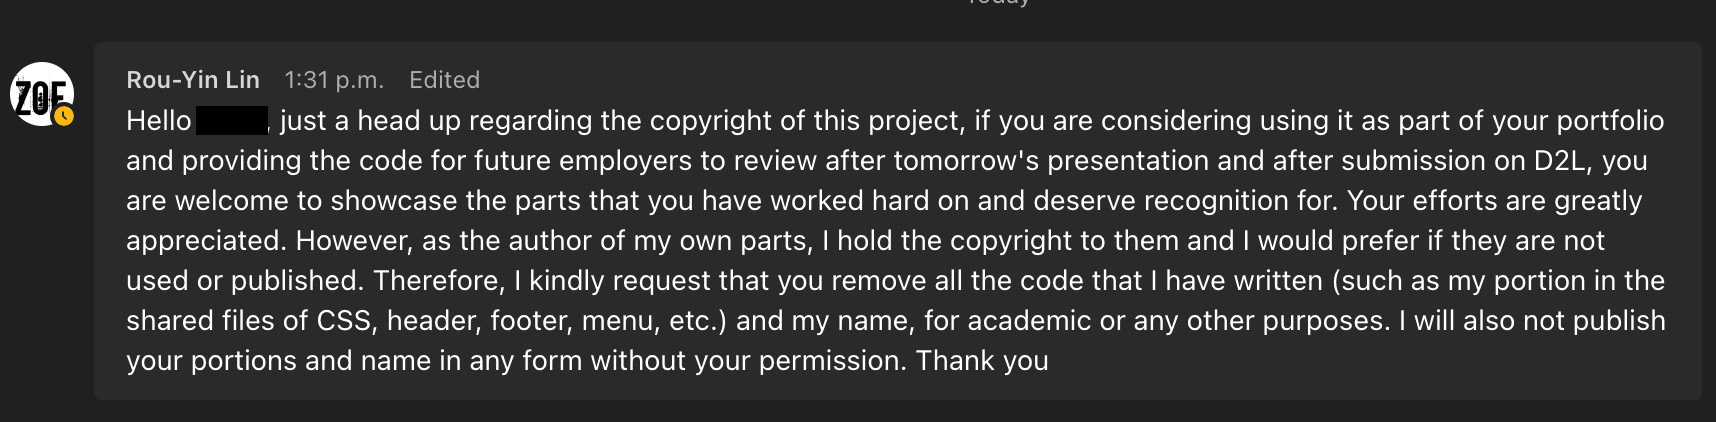 Today
Rou-Yin Lin 1:31 p.m. Edited
ZOE
Hello , just a head up regarding the copyright of this project, if you are considering using it as part of your portfolio
and providing the code for future employers to review after tomorrow's presentation and after submission on D2L, you
are welcome to showcase the parts that you have worked hard on and deserve recognition for. Your efforts are greatly
appreciated. However, as the author of my own parts, I hold the copyright to them and I would prefer if they are not
used or published. Therefore, I kindly request that you remove all the code that I have written (such as my portion in the
shared files of CSS, header, footer, menu, etc.) and my name, for academic or any other purposes. I will also not publish
your portions and name in any form without your permission. Thank you